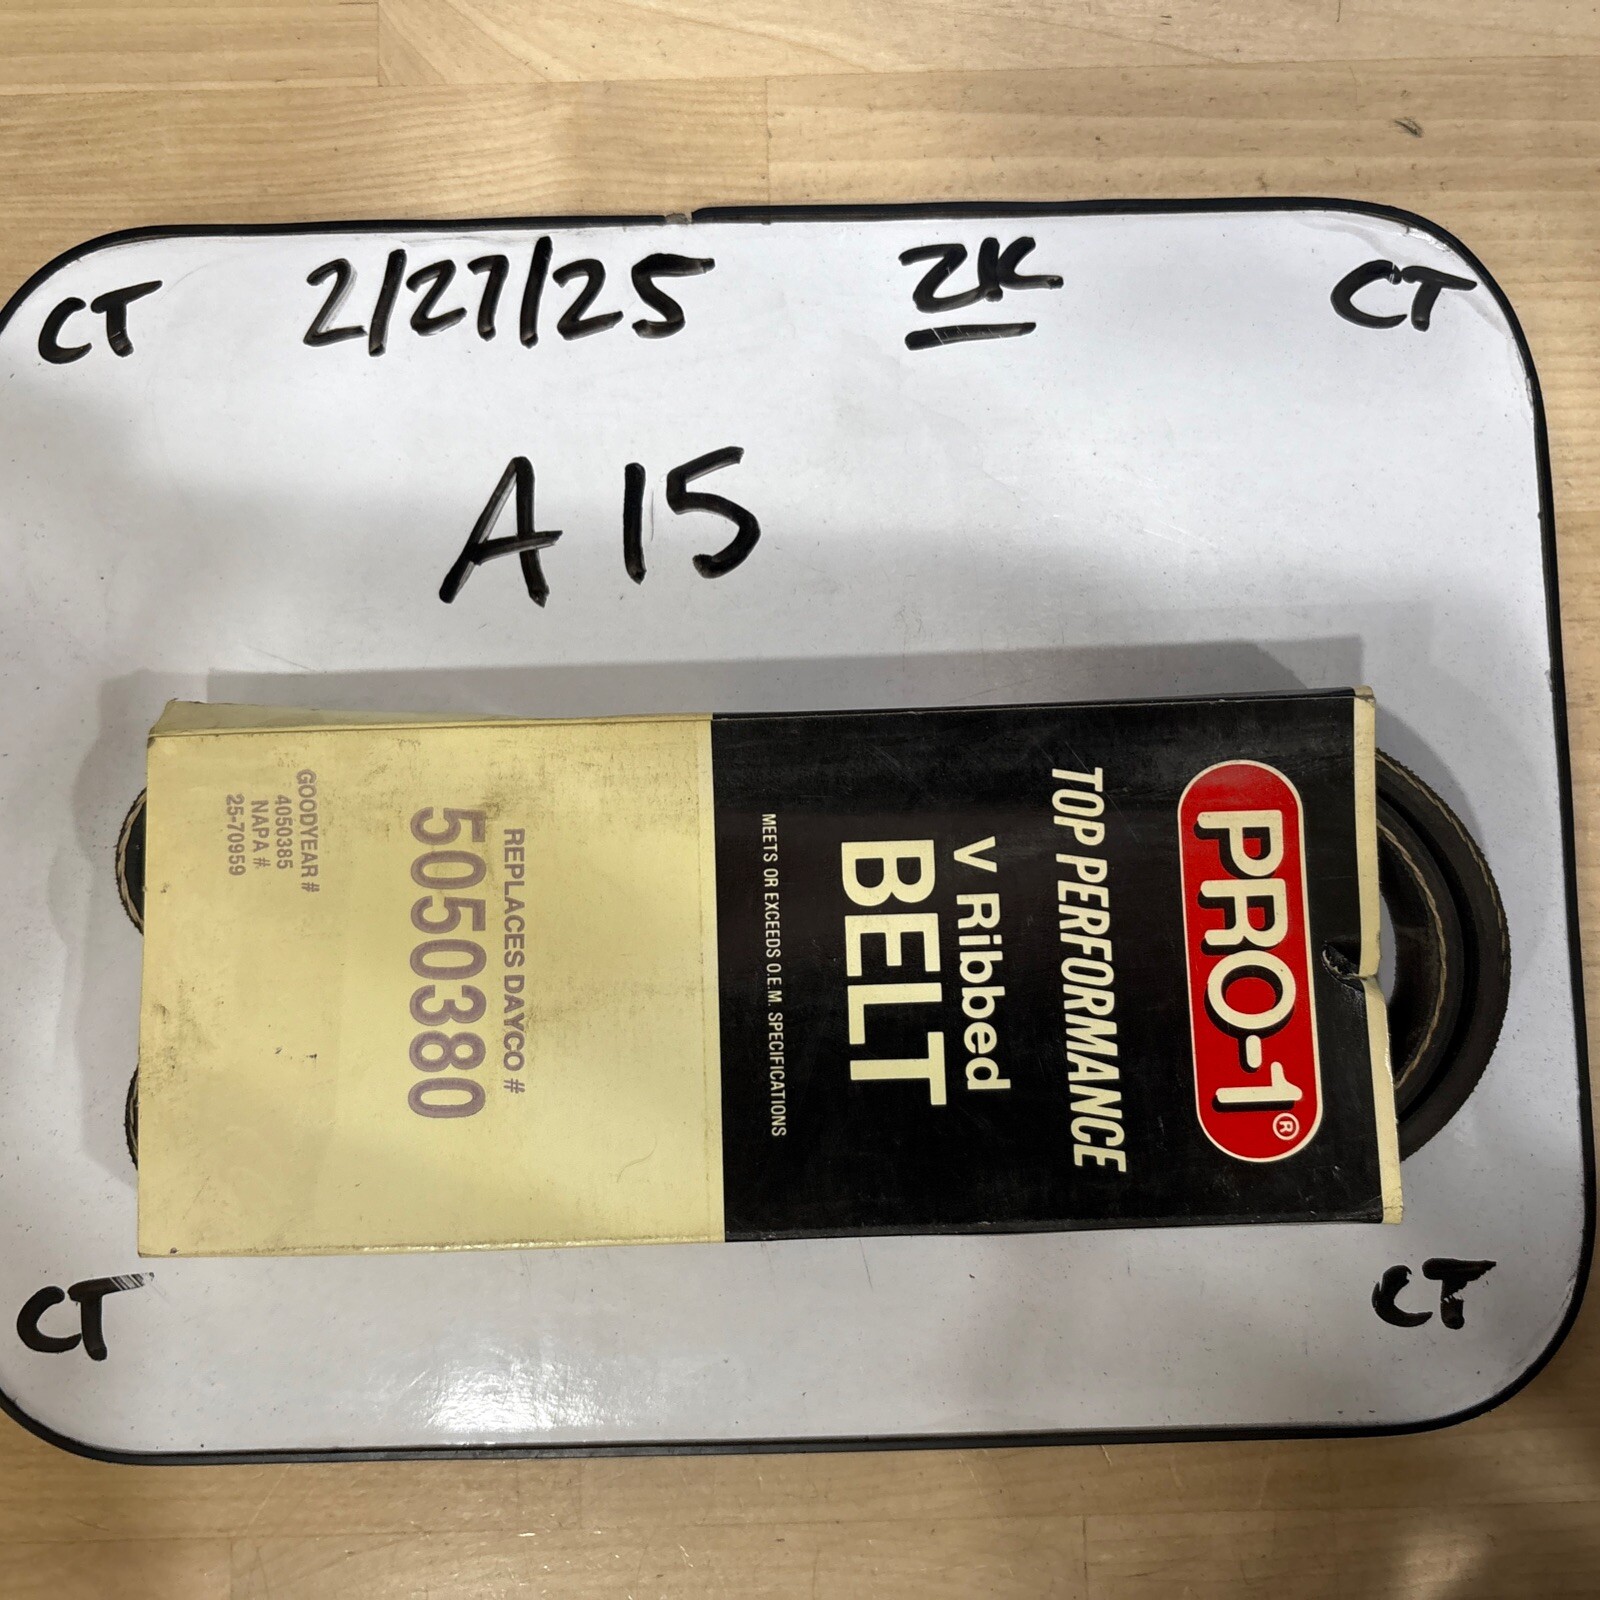 CT 2/27/25 ZK CT
A 15
PRO-1®
TOP PERFORMANCE
V Ribbed
BELT
MEETS OR EXCEEDS O.E.M. SPECIFICATIONS
REPLACES DAYCO #
5050380
GOODYEAR #
4050385
NAPA #
25-70959
CT CT